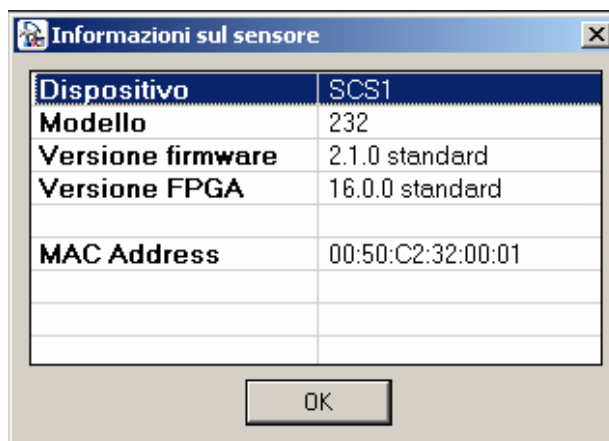 Informazioni sul sensore
Dispositivo SCS1
Modello 232
Versione firmware 2.1.0 standard
Versione FPGA 16.0.0 standard
MAC Address 00:50:C2:32:00:01
OK